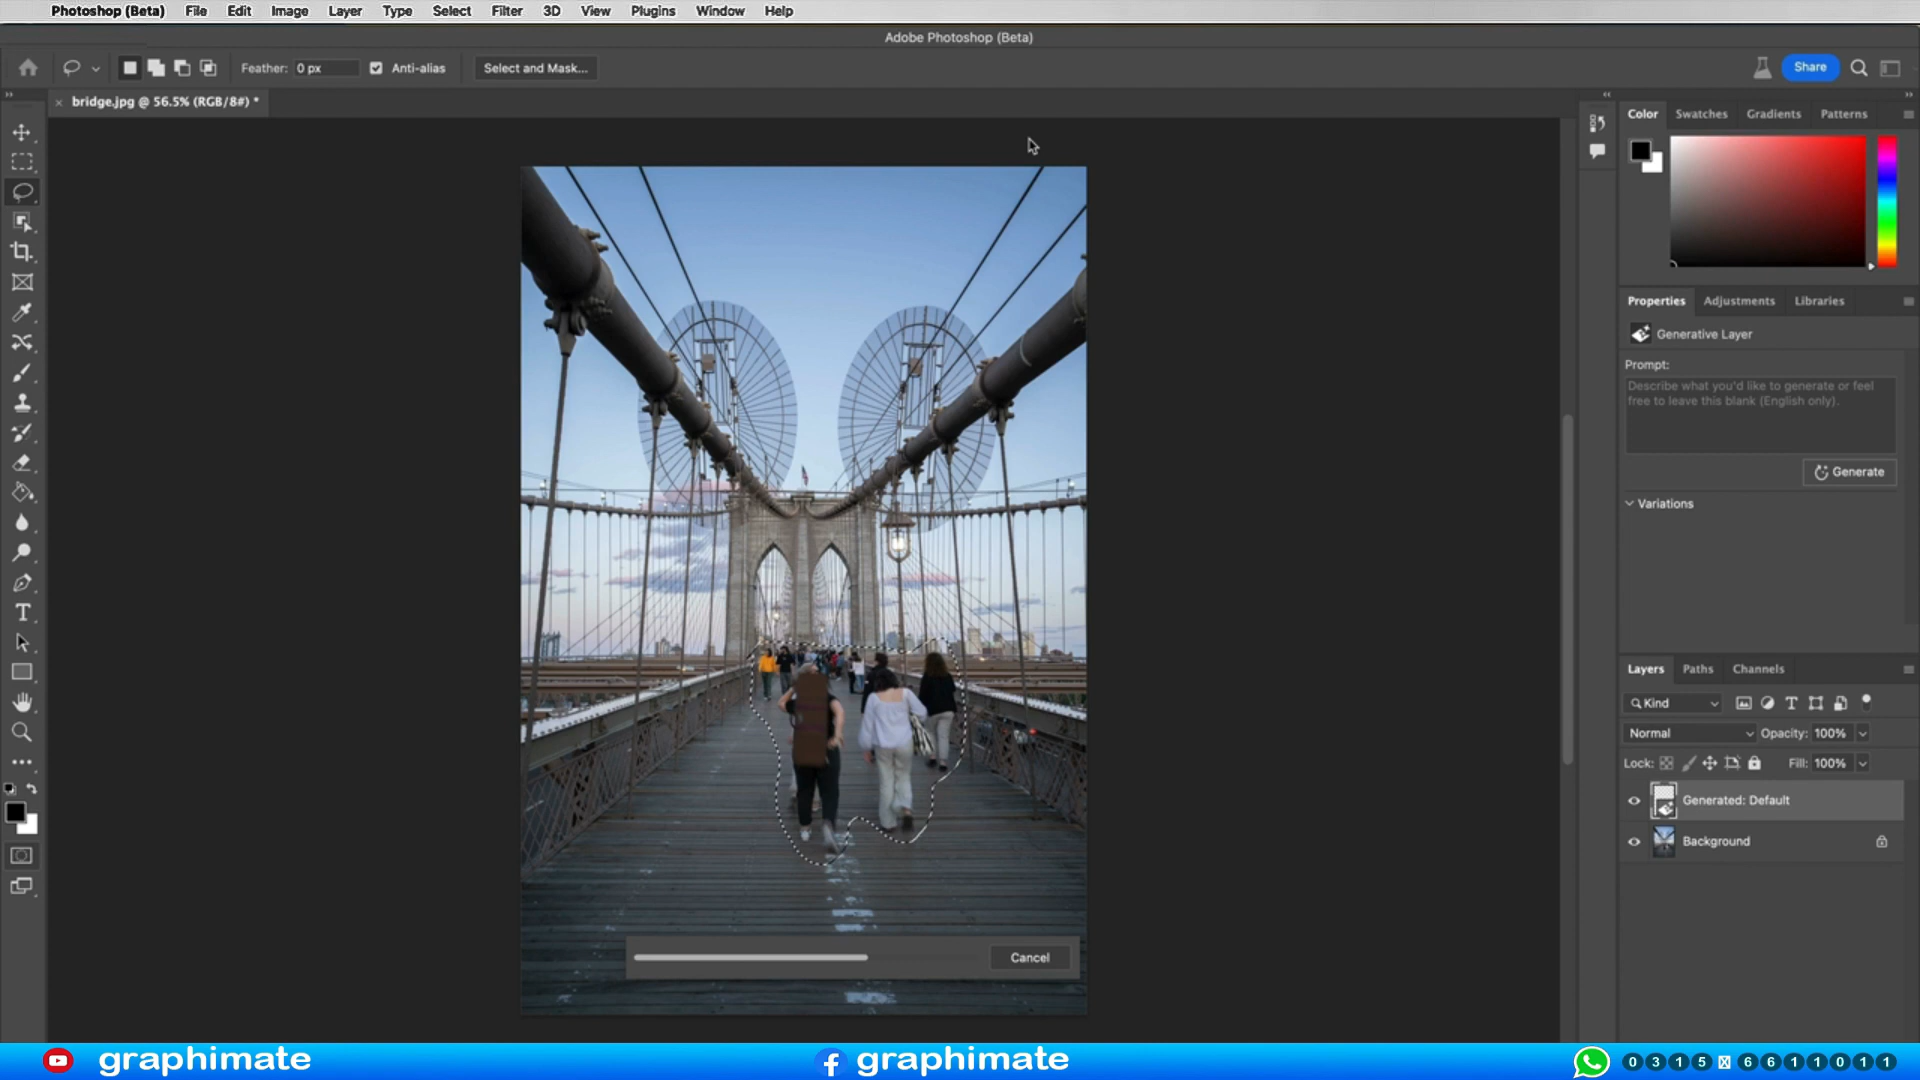 Photoshop (Beta) File Edit Image Layer Type Select Filter 3D View Plugins Window Help
Adobe Photoshop (Beta)
Feather: 0 px Anti-alias Select and Mask... Share
× bridge.jpg @ 56.5% (RGB/8#) *
Color Swatches Gradients Patterns
Properties Adjustments Libraries
Generative Layer
Prompt:
Describe what you'd like to generate or feel
free to leave this blank (English only).
Generate
Variations
Layers Paths Channels
Kind
Normal Opacity: 100%
Lock: Fill: 100%
Generated: Default
Background
Cancel
graphimate graphimate 0315 6611011